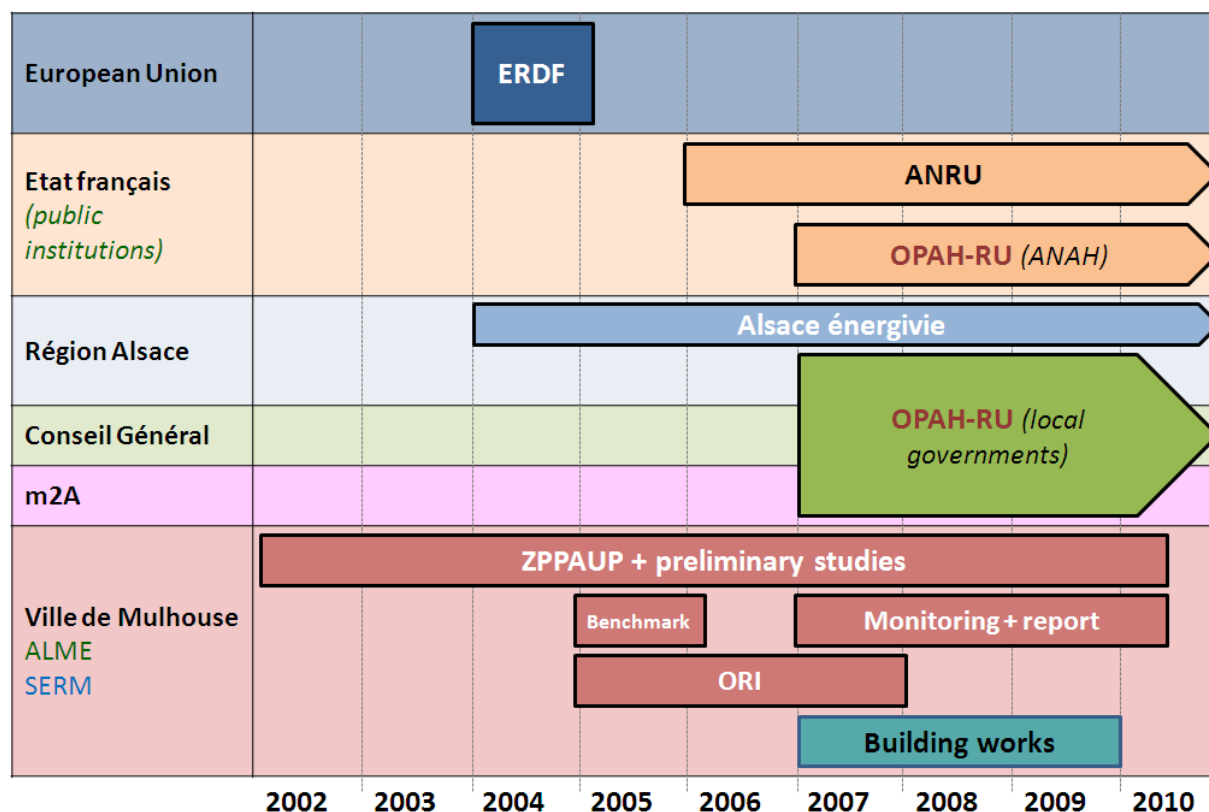 European Union
ERDF
Etat français
(public
institutions)
ANRU
OPAH-RU (ANAH)
Région Alsace
Alsace énergivie
Conseil Général
OPAH-RU (local
governments)
m2A
Ville de Mulhouse
ALME
SERM
ZPPAUP + preliminary studies
Benchmark
Monitoring + report
ORI
Building works
2002 2003 2004 2005 2006 2007 2008 2009 2010